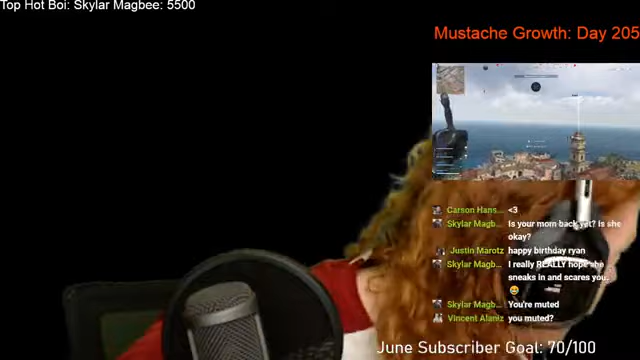 Top Hot Boi: Skylar Magbee: 5500
Mustache Growth: Day 205
Carson Hans... <3
Skylar Magb... Is your mom back yet? Is she
okay?
Justin Marotz happy birthday ryan
Skylar Magb... I really REALLY hope she
sneaks in and scares you.
Skylar Magb... You're muted
Vincent Alaniz you muted?
June Subscriber Goal: 70/100